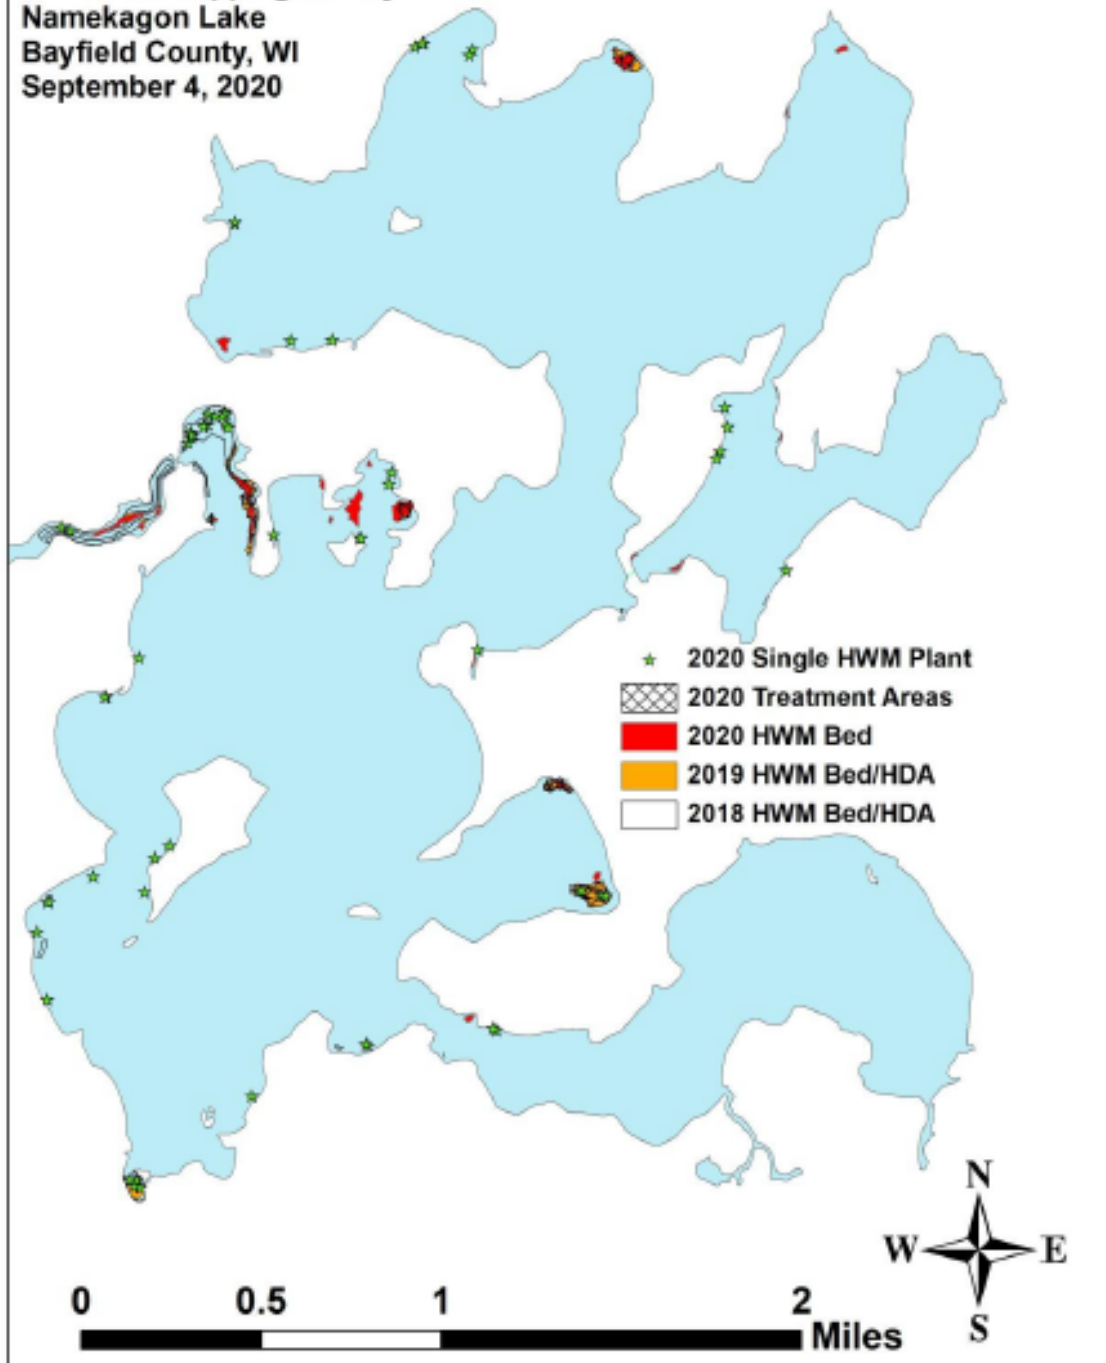 Namekagon Lake
Bayfield County, WI
September 4, 2020
2020 Single HWM Plant
2020 Treatment Areas
2020 HWM Bed
2019 HWM Bed/HDA
2018 HWM Bed/HDA
N
W E
S
0 0.5 1 2
Miles